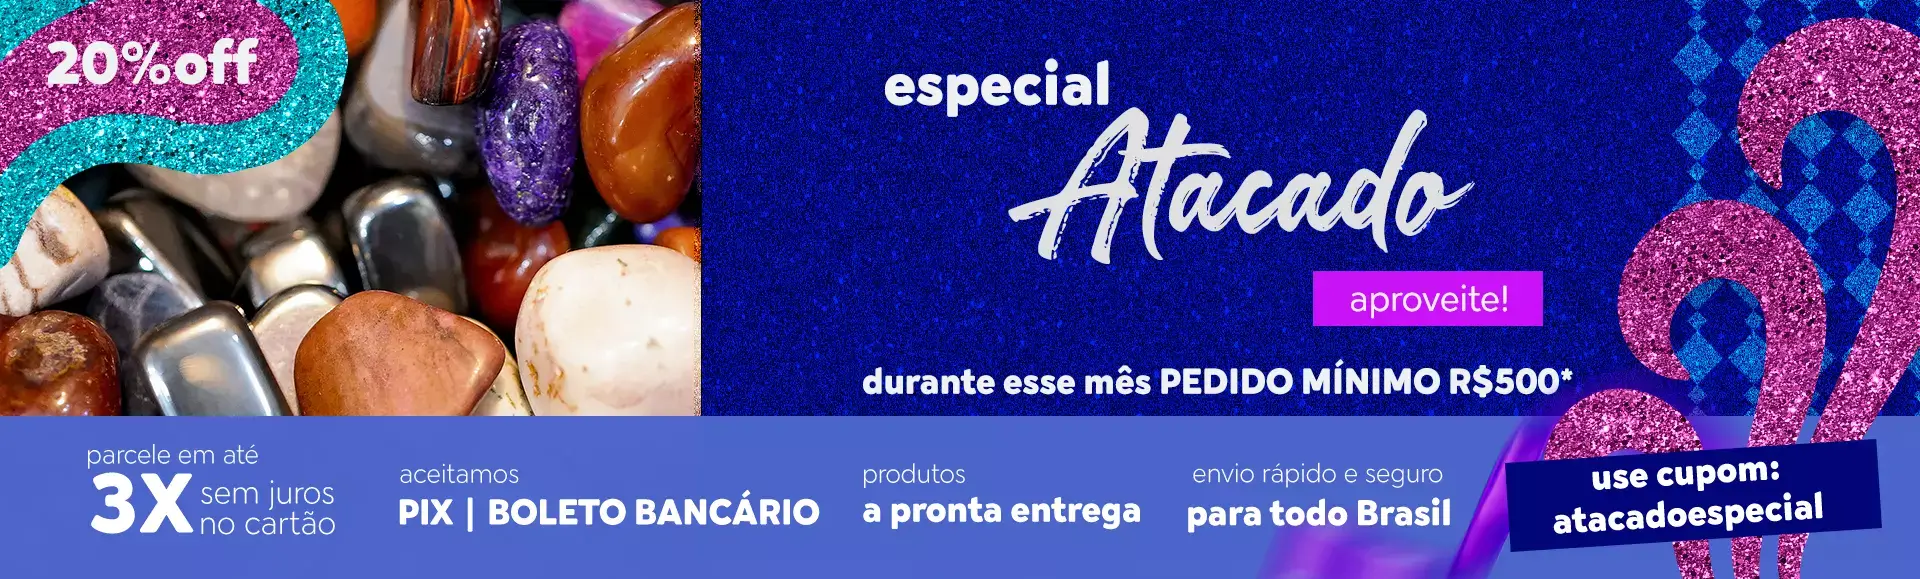 20%off
especial
Atacado
aproveite!
durante esse mês PEDIDO MÍNIMO R$500*
parcele em até
3X sem juros
no cartão
aceitamos
PIX | BOLETO BANCÁRIO
produtos
a pronta entrega
envio rápido e seguro
para todo Brasil
use cupom:
atacadoespecial